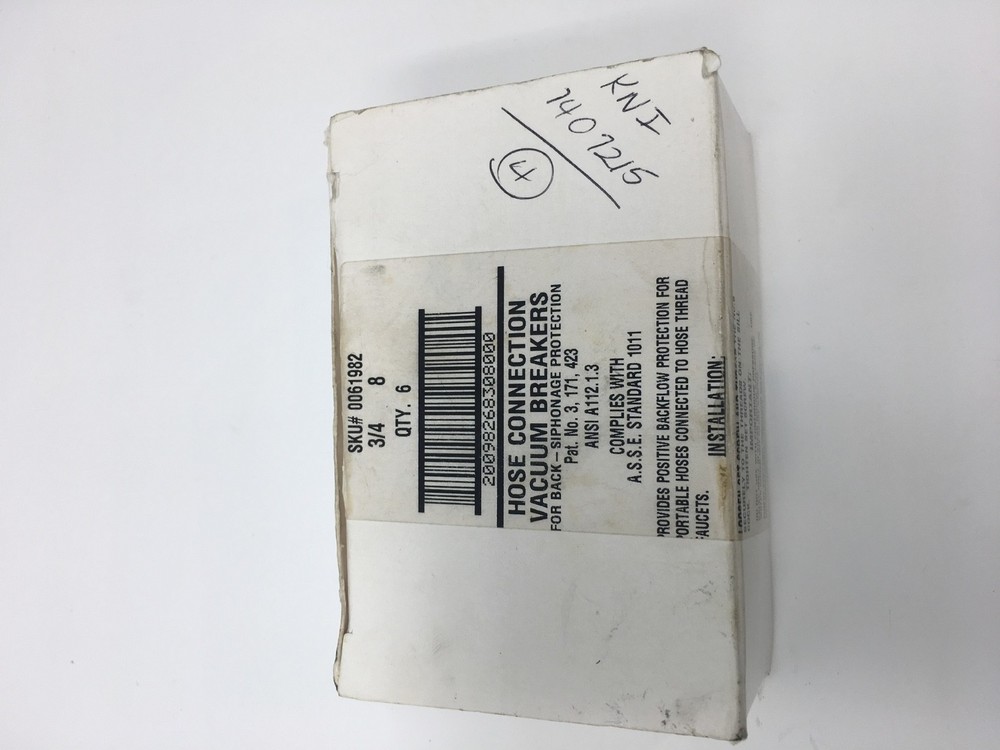 KNI
1407215
4
SKU# 0061982
3/4 8
QTY. 6
20098268308000
HOSE CONNECTION
VACUUM BREAKERS
FOR BACK–SIPHONAGE PROTECTION
Pat. No. 3, 171, 423
ANSI A112.1.3
COMPLIES WITH
A.S.S.E. STANDARD 1011
PROVIDES POSITIVE BACKFLOW PROTECTION FOR
PORTABLE HOSES CONNECTED TO HOSE THREAD
FAUCETS.
INSTALLATION: